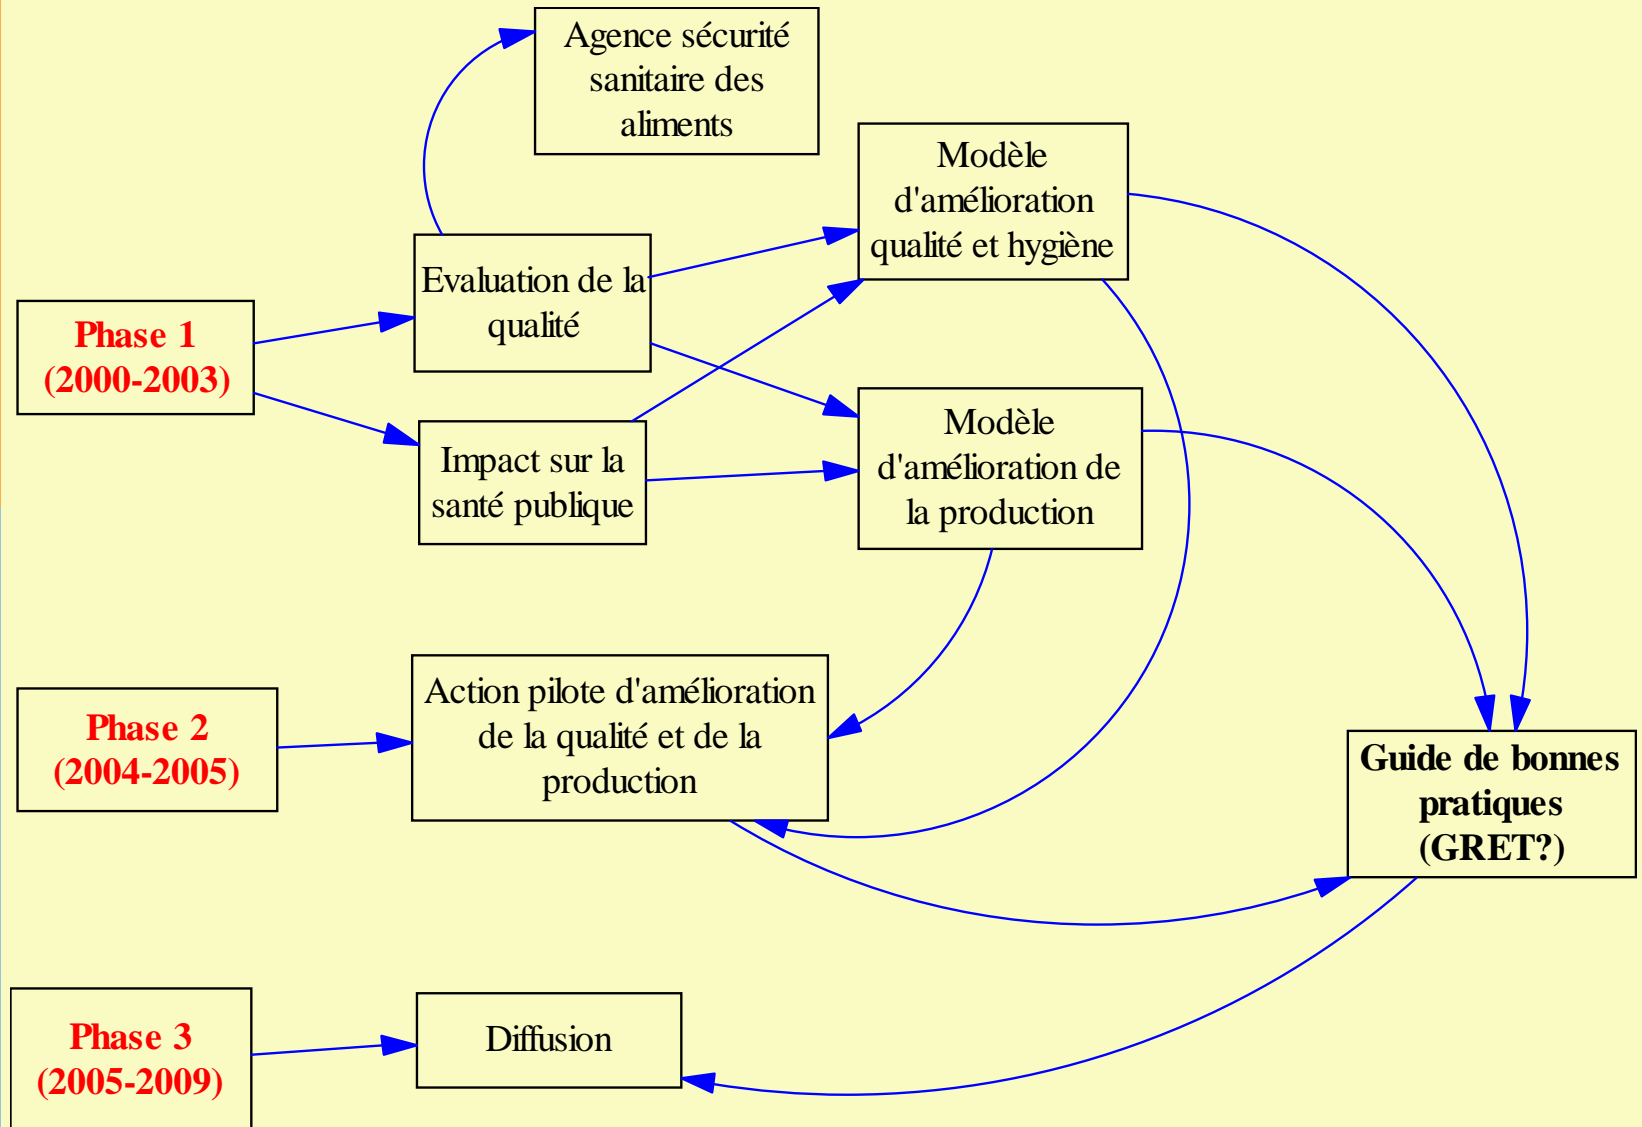 Agence sécurité
sanitaire des
aliments
Modèle
d'amélioration
qualité et hygiène
Evaluation de la
qualité
Phase 1
(2000-2003)
Impact sur la
santé publique
Modèle
d'amélioration de
la production
Phase 2
(2004-2005)
Action pilote d'amélioration
de la qualité et de la
production
Guide de bonnes
pratiques
(GRET?)
Phase 3
(2005-2009)
Diffusion